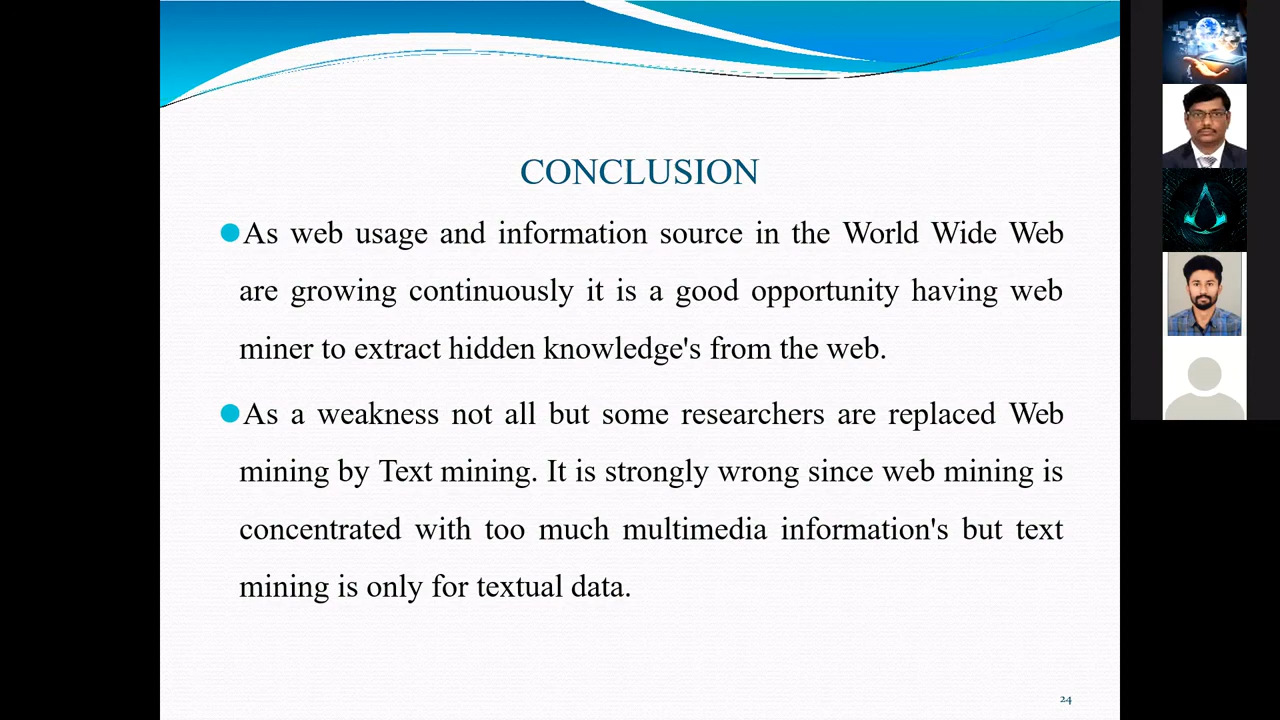 CONCLUSION
As web usage and information source in the World Wide Web
are growing continuously it is a good opportunity having web
miner to extract hidden knowledge's from the web.
As a weakness not all but some researchers are replaced Web
mining by Text mining. It is strongly wrong since web mining is
concentrated with too much multimedia information's but text
mining is only for textual data.
24